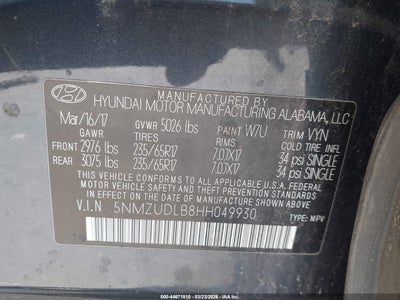 MANUFACTURED BY
HYUNDAI MOTOR MANUFACTURING ALABAMA, LLC
Mar/16/17 GVWR 5026 lbs PAINT W7U TRIM VYN
GAWR TIRES RIMS COLD TIRE INFL
FRONT 2976 lbs 235/65R17 7.0JX17 34 psi SINGLE
REAR 3075 lbs 235/65R17 7.0JX17 34 psi SINGLE
THIS VEHICLE CONFORMS TO ALL APPLICABLE FEDERAL MOTOR
VEHICLE SAFETY AND THEFT PREVENTION STANDARDS IN EFFECT
ON THE DATE OF MANUFACTURE SHOWN ABOVE.
V.I.N 5NMZUDLB8HH049930 TYPE: MPV
000-44671810 - 03/23/2026 - IAAHQ